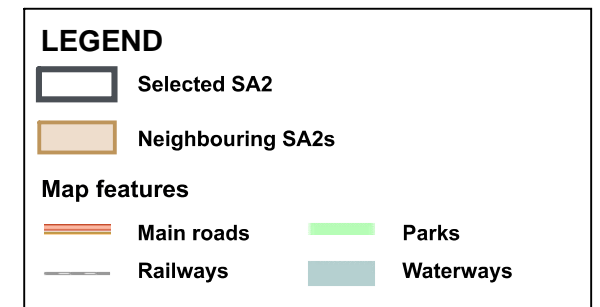 LEGEND
Selected SA2
Neighbouring SA2s
Map features
Main roads
Parks
Railways
Waterways